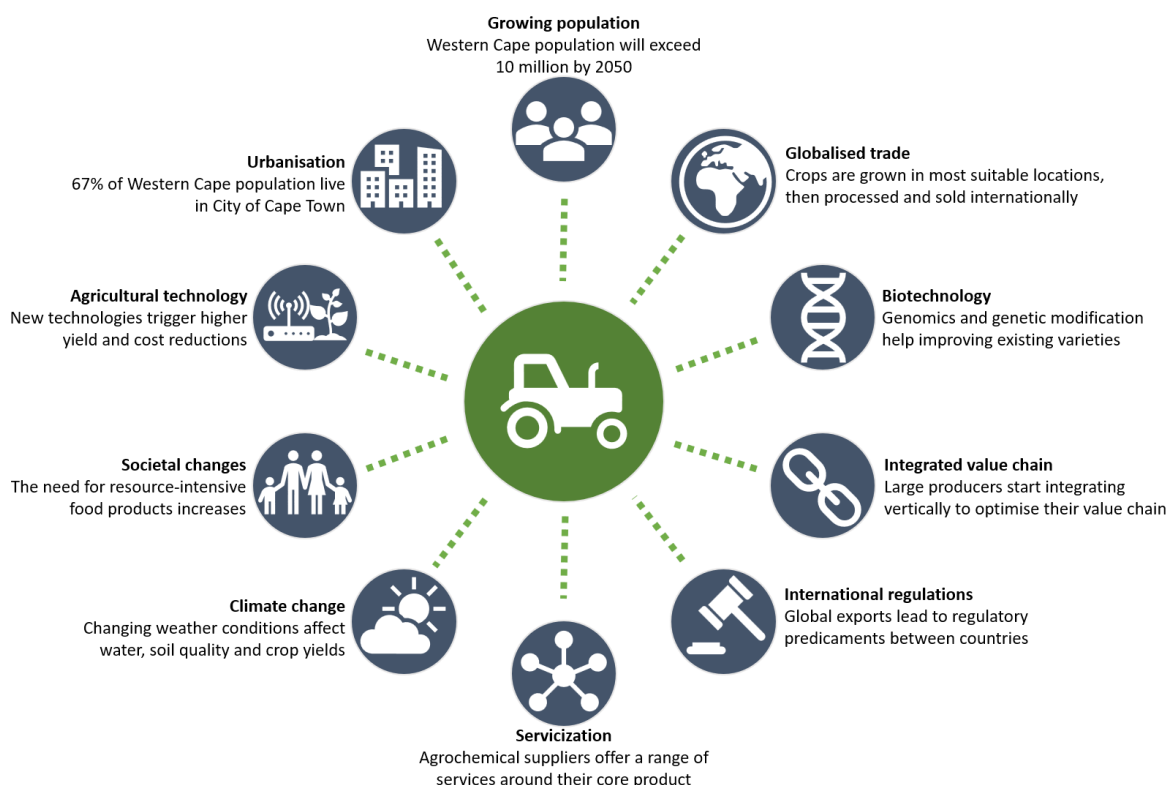 Growing population
Western Cape population will exceed
10 million by 2050
Globalised trade
Crops are grown in most suitable locations,
then processed and sold internationally
Biotechnology
Genomics and genetic modification
help improving existing varieties
Integrated value chain
Large producers start integrating
vertically to optimise their value chain
International regulations
Global exports lead to regulatory
predicaments between countries
Servicization
Agrochemical suppliers offer a range of
services around their core product
Climate change
Changing weather conditions affect
water, soil quality and crop yields
Societal changes
The need for resource-intensive
food products increases
Agricultural technology
New technologies trigger higher
yield and cost reductions
Urbanisation
67% of Western Cape population live
in City of Cape Town